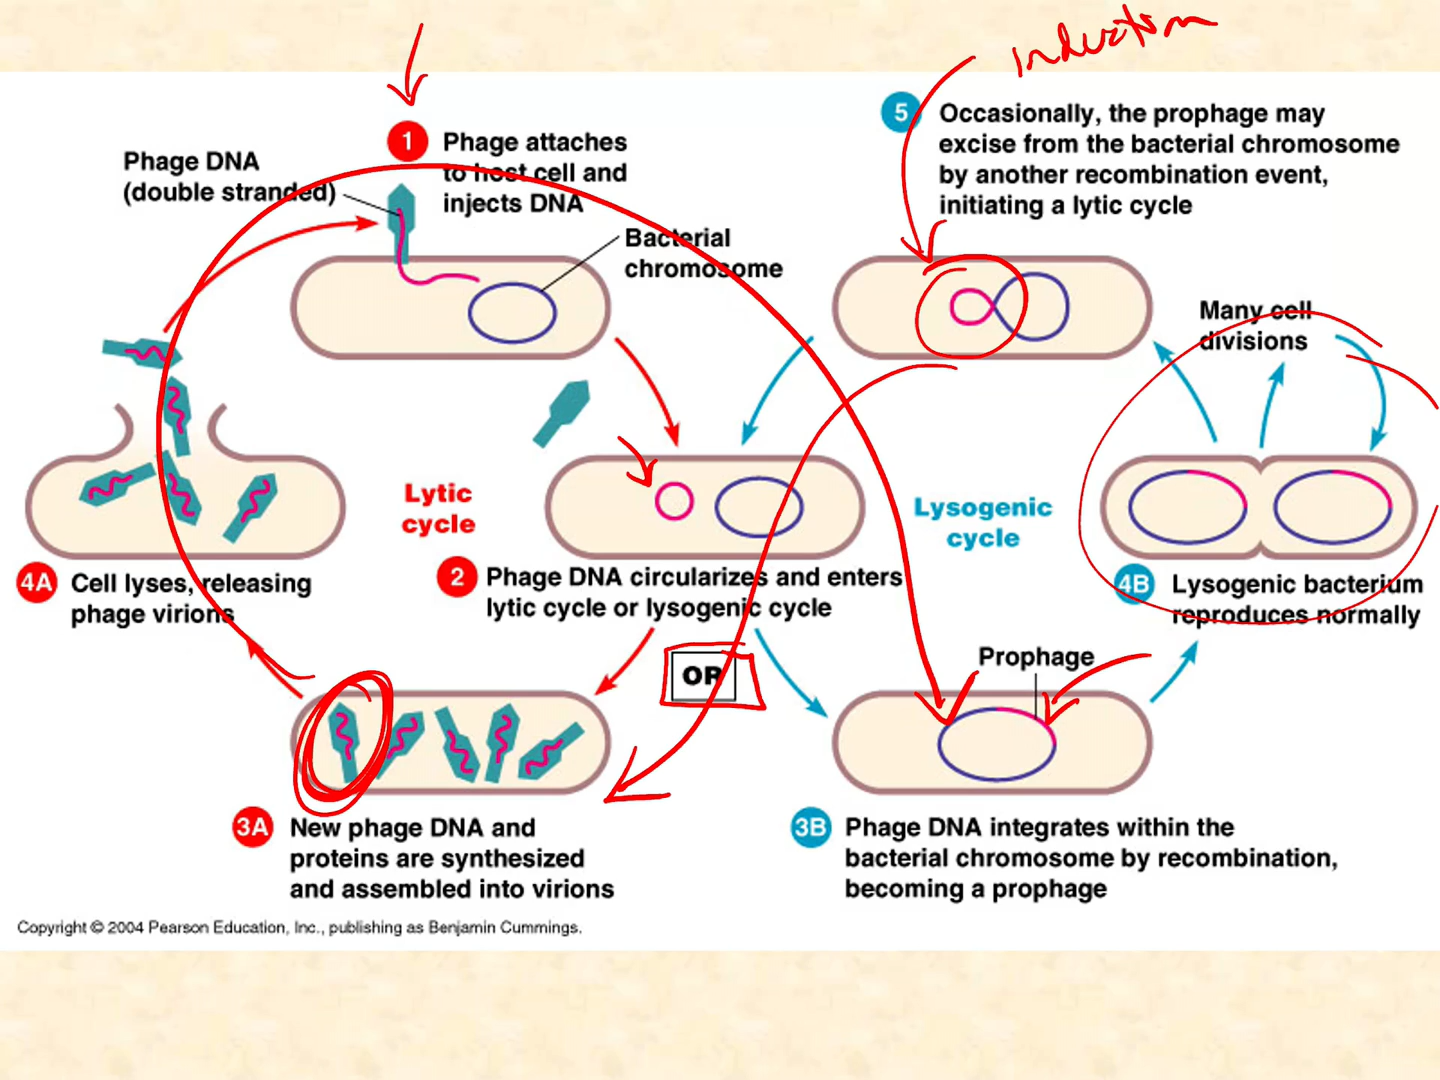 induction
1 Phage attaches
to host cell and
injects DNA
Phage DNA
(double stranded)
Bacterial
chromosome
5 Occasionally, the prophage may
excise from the bacterial chromosome
by another recombination event,
initiating a lytic cycle
Many cell
divisions
Lytic
cycle
Lysogenic
cycle
2 Phage DNA circularizes and enters
lytic cycle or lysogenic cycle
4A Cell lyses, releasing
phage virions
4B Lysogenic bacterium
reproduces normally
OR
Prophage
3A New phage DNA and
proteins are synthesized
and assembled into virions
3B Phage DNA integrates within the
bacterial chromosome by recombination,
becoming a prophage
Copyright © 2004 Pearson Education, Inc., publishing as Benjamin Cummings.